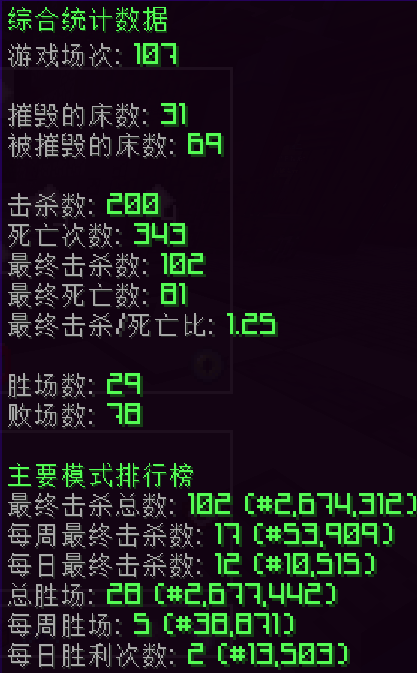 综合统计数据
游戏场次: 107
摧毁的床数: 31
被摧毁的床数: 69
击杀数: 200
死亡次数: 343
最终击杀数: 102
最终死亡数: 81
最终击杀/死亡比: 1.25
胜场数: 29
败场数: 78
主要模式排行榜
最终击杀总数: 102 (#2,674,312)
每周最终击杀数: 17 (#53,909)
每日最终击杀数: 12 (#10,515)
总胜场: 28 (#2,677,442)
每周胜场: 5 (#38,871)
每日胜利次数: 2 (#13,503)